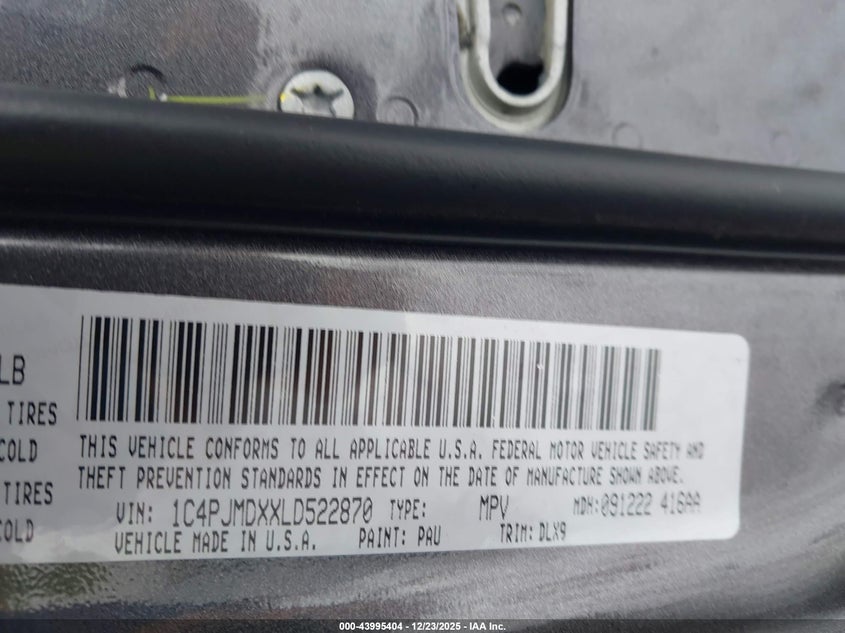 LB
TIRES
COLD
TIRES
COLD
THIS VEHICLE CONFORMS TO ALL APPLICABLE U.S.A. FEDERAL MOTOR VEHICLE SAFETY AND
THEFT PREVENTION STANDARDS IN EFFECT ON THE DATE OF MANUFACTURE SHOWN ABOVE.
VIN: 1C4PJMDXXLD522870 TYPE: MPV MDH:091222 416AA
VEHICLE MADE IN U.S.A. PAINT: PAU TRIM: DLX9
000-43995404 - 12/23/2025 - IAA Inc.